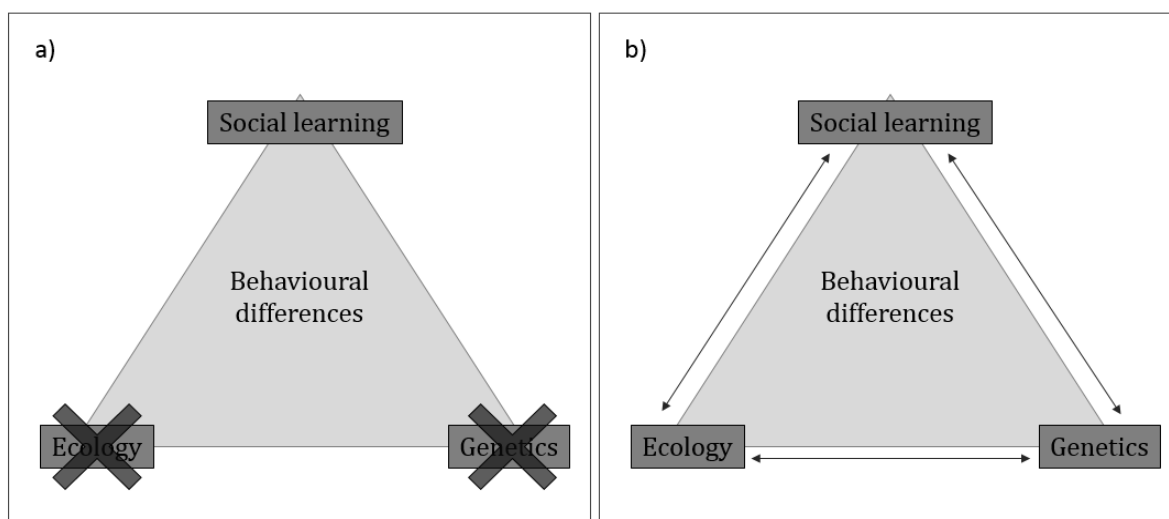 a)
Social learning
Behavioural
differences
Ecology
Genetics
b)
Social learning
Behavioural
differences
Ecology
Genetics